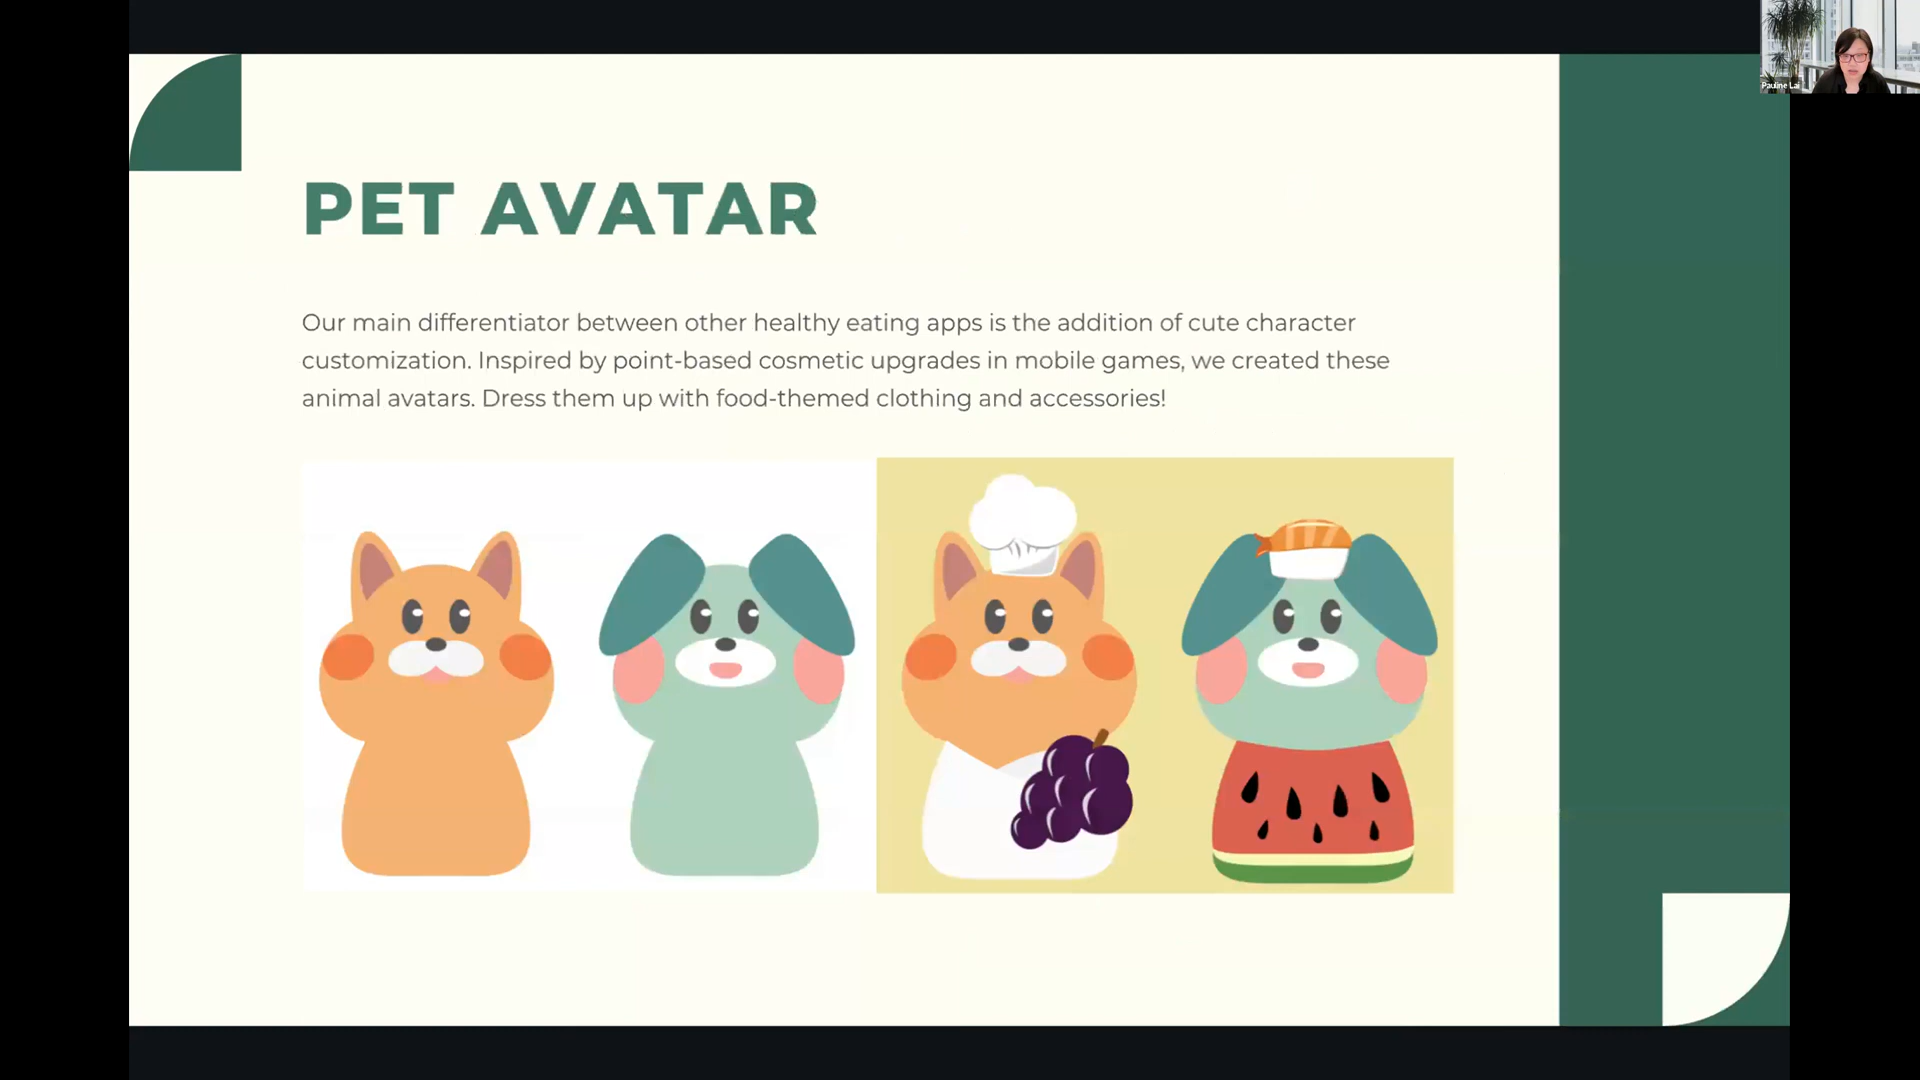 Pauline Lai
PET AVATAR
Our main differentiator between other healthy eating apps is the addition of cute character
customization. Inspired by point-based cosmetic upgrades in mobile games, we created these
animal avatars. Dress them up with food-themed clothing and accessories!